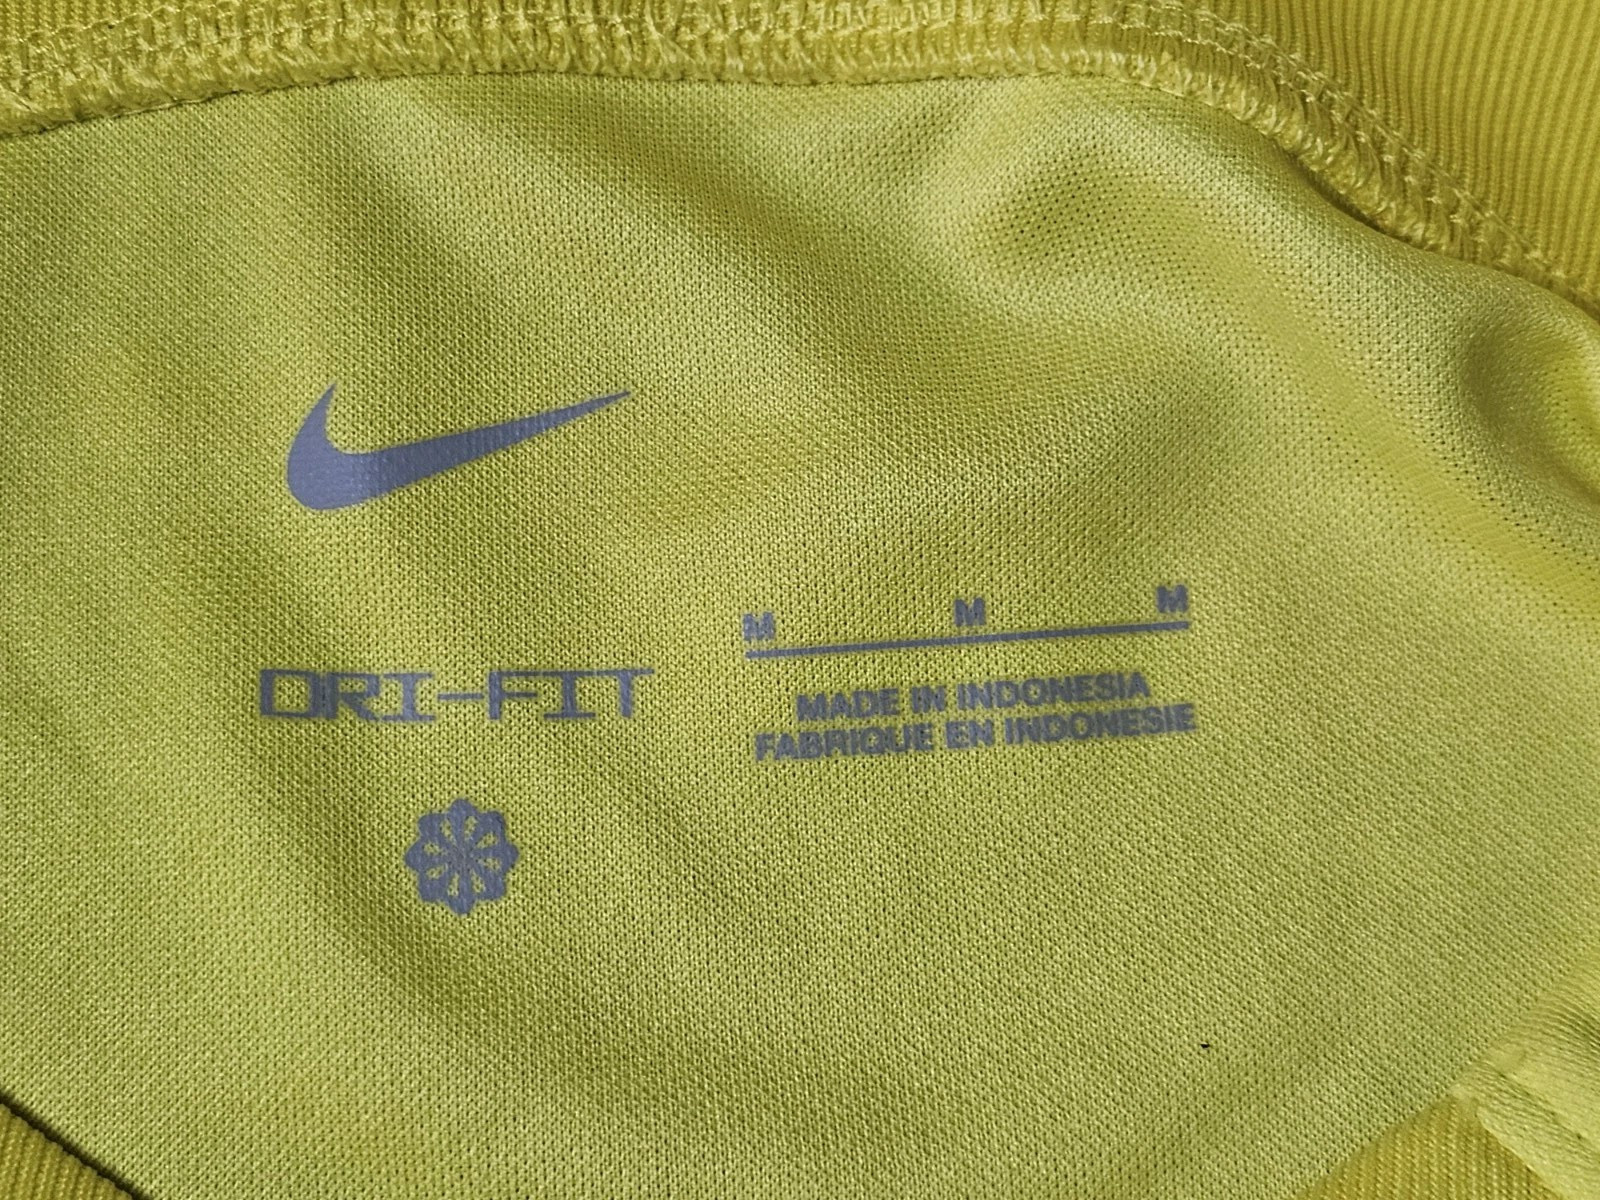 M M M
MADE IN INDONESIA
FABRIQUE EN INDONESIE
DRI-FIT